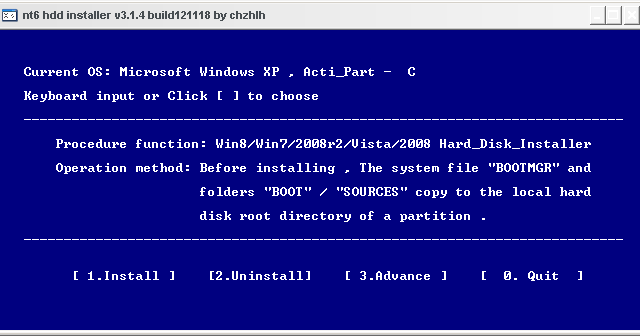 nt6 hdd installer v3.1.4 build121118 by chzhlh
Current OS: Microsoft Windows XP , Acti_Part - C
Keyboard input or Click [ ] to choose
Procedure function: Win8/Win7/2008r2/Vista/2008 Hard_Disk_Installer
Operation method: Before installing , The system file "BOOTMGR" and
folders "BOOT" / "SOURCES" copy to the local hard
disk root directory of a partition .
[ 1.Install ] [2.Uninstall] [ 3.Advance ] [ 0. Quit ]